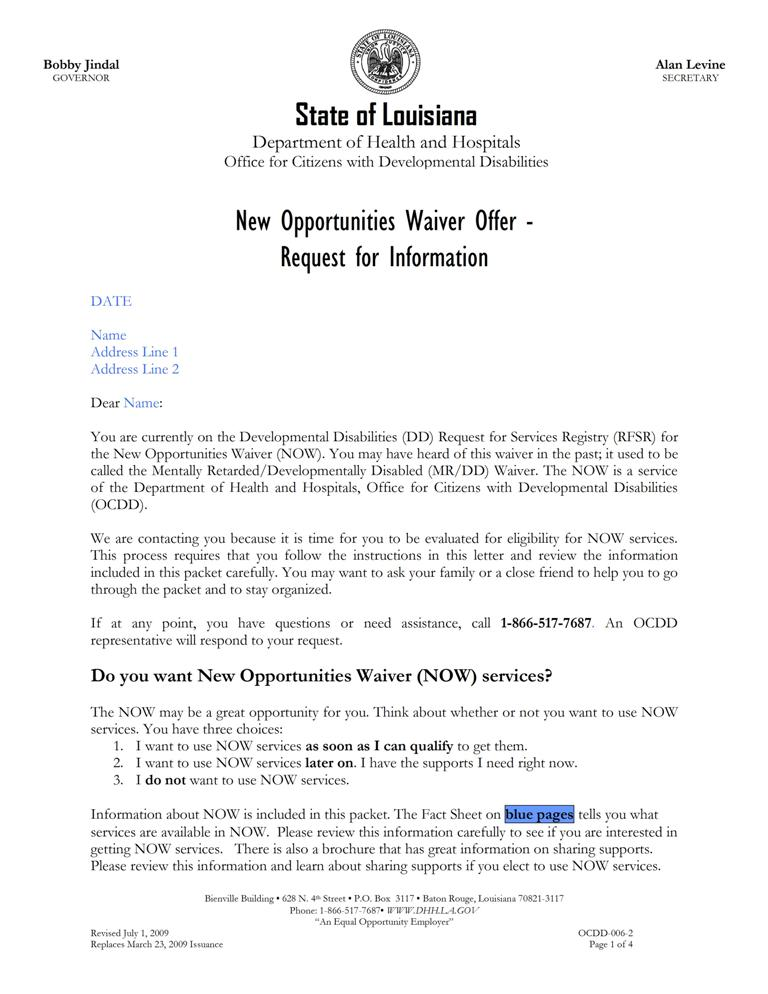 Bobby Jindal
GOVERNOR
STATE OF LOUISIANA
CONFIDENCE
Alan Levine
SECRETARY
State of Louisiana
Department of Health and Hospitals
Office for Citizens with Developmental Disabilities
New Opportunities Waiver Offer -
Request for Information
DATE
Name
Address Line 1
Address Line 2
Dear Name:
You are currently on the Developmental Disabilities (DD) Request for Services Registry (RFSR) for
the New Opportunities Waiver (NOW). You may have heard of this waiver in the past; it used to be
called the Mentally Retarded/Developmentally Disabled (MR/DD) Waiver. The NOW is a service
of the Department of Health and Hospitals, Office for Citizens with Developmental Disabilities
(OCDD).
We are contacting you because it is time for you to be evaluated for eligibility for NOW services.
This process requires that you follow the instructions in this letter and review the information
included in this packet carefully. You may want to ask your family or a close friend to help you to go
through the packet and to stay organized.
If at any point, you have questions or need assistance, call 1-866-517-7687. An OCDD
representative will respond to your request.
Do you want New Opportunities Waiver (NOW) services?
The NOW may be a great opportunity for you. Think about whether or not you want to use NOW
services. You have three choices:
1. I want to use NOW services as soon as I can qualify to get them.
2. I want to use NOW services later on. I have the supports I need right now.
3. I do not want to use NOW services.
Information about NOW is included in this packet. The Fact Sheet on blue pages tells you what
services are available in NOW. Please review this information carefully to see if you are interested in
getting NOW services. There is also a brochure that has great information on sharing supports.
Please review this information and learn about sharing supports if you elect to use NOW services.
Bienville Building • 628 N. 4th Street • P.O. Box 3117 • Baton Rouge, Louisiana 70821-3117
Phone: 1-866-517-7687• WWW.DHH.LA.GOV
“An Equal Opportunity Employer”
Revised July 1, 2009
Replaces March 23, 2009 Issuance
OCDD-006-2
Page 1 of 4